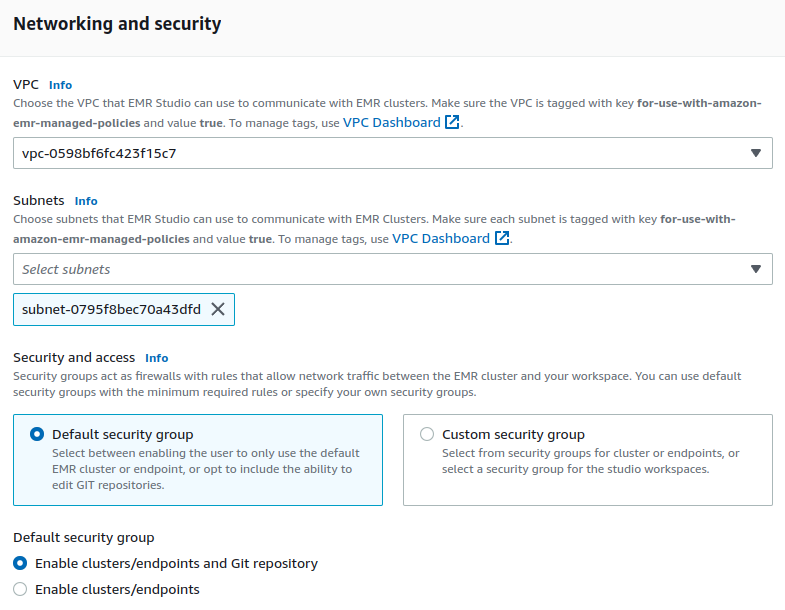 Networking and security
VPC Info
Choose the VPC that EMR Studio can use to communicate with EMR clusters. Make sure the VPC is tagged with key for-use-with-amazon-
emr-managed-policies and value true. To manage tags, use VPC Dashboard.
vpc-0598bf6fc423f15c7
Subnets Info
Choose subnets that EMR Studio can use to communicate with EMR Clusters. Make sure each subnet is tagged with key for-use-with-
amazon-emr-managed-policies and value true. To manage tags, use VPC Dashboard.
Select subnets
subnet-0795f8bec70a43dfd
Security and access Info
Security groups act as firewalls with rules that allow network traffic between the EMR cluster and your workspace. You can use default
security groups with the minimum required rules or specify your own security groups.
Default security group
Select between enabling the user to only use the default
EMR cluster or endpoint, or opt to include the ability to
edit GIT repositories.
Custom security group
Select from security groups for cluster or endpoints, or
select a security group for the studio workspaces.
Default security group
Enable clusters/endpoints and Git repository
Enable clusters/endpoints